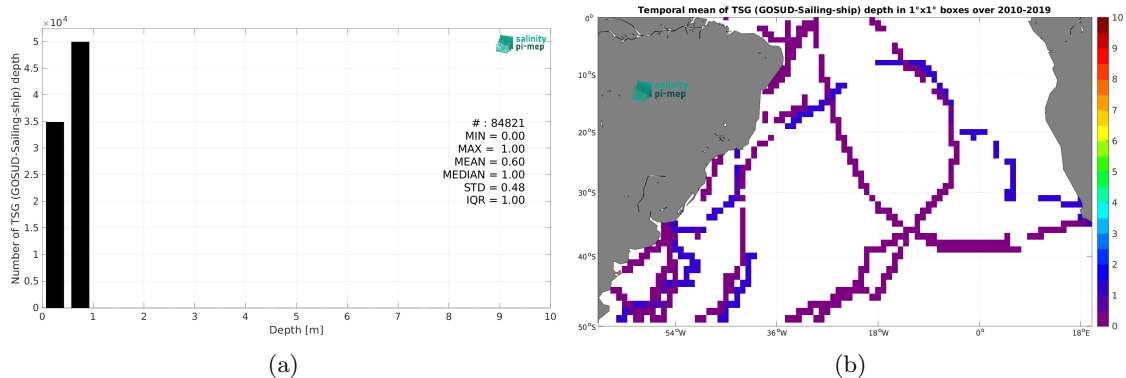 ×10⁴
5
4.5
4
3.5
3
2.5
2
1.5
1
0.5
0
Number of TSG (GOSUD-Sailing-ship) depth
salinity
pi-mep
# : 84821
MIN = 0.00
MAX = 1.00
MEAN = 0.60
MEDIAN = 1.00
STD = 0.48
IQR = 1.00
0 1 2 3 4 5 6 7 8 9 10
Depth [m]
(a)
Temporal mean of TSG (GOSUD-Sailing-ship) depth in 1°x1° boxes over 2010-2019
0°
10°S
20°S
30°S
40°S
50°S
salinity
pi-mep
54°W 36°W 18°W 0° 18°E
10
9
8
7
6
5
4
3
2
1
0
(b)